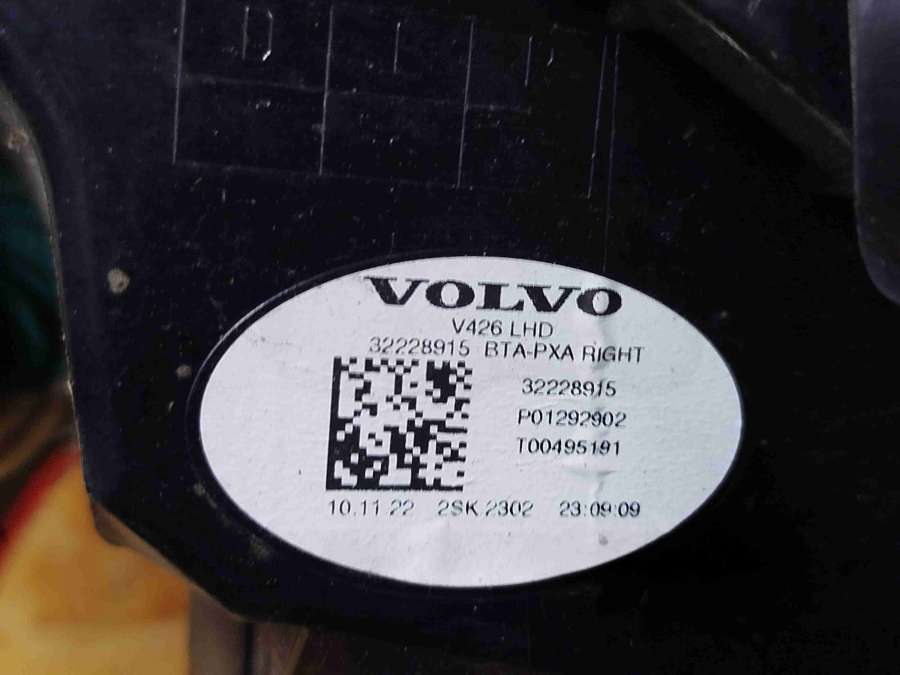 VOLVO
V426 LHD
32228915 BTA-PXA RIGHT
32228915
P01292902
T00495191
10.11.22 2SK 2302 23:09:09